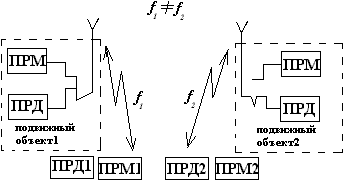 f₁≠f₂
ПРМ
ПРД
подвижный
объект1
f₁
f₂
ПРМ
ПРД
подвижный
объект2
ПРД1 ПРМ1 ПРД2 ПРМ2